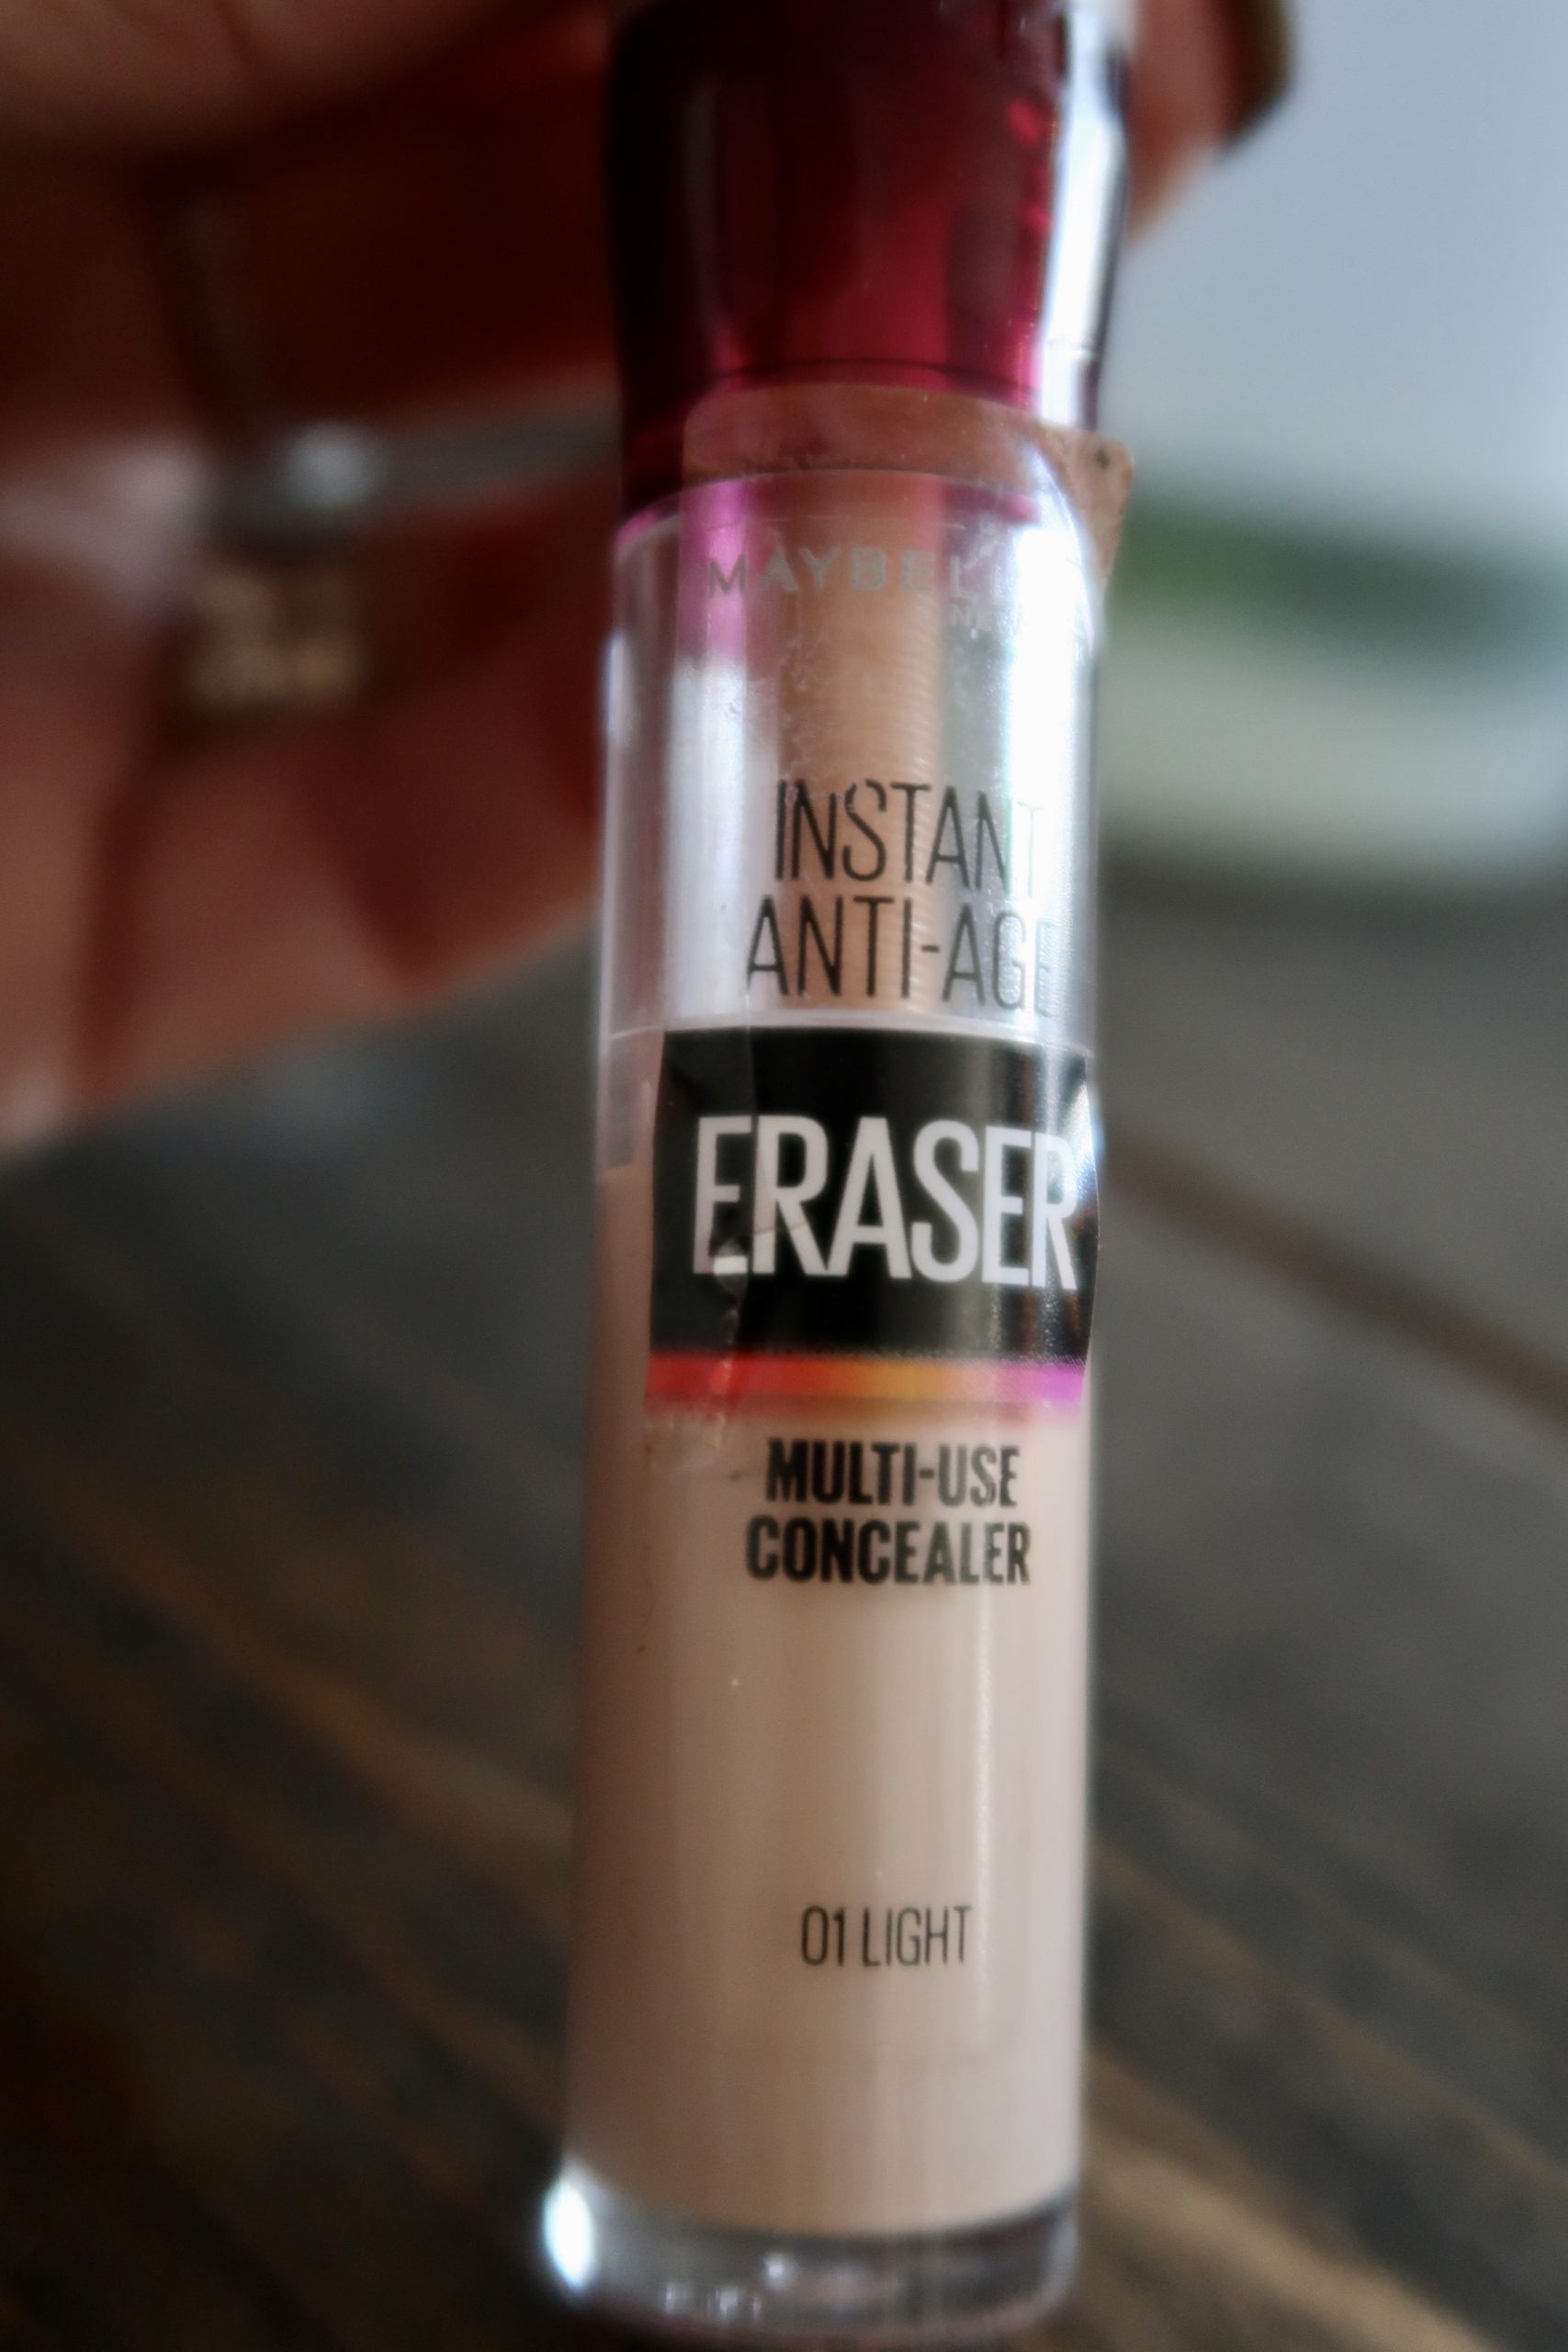 INSTANT
ANTI-AGE
ERASER
MULTI-USE
CONCEALER
01 LIGHT